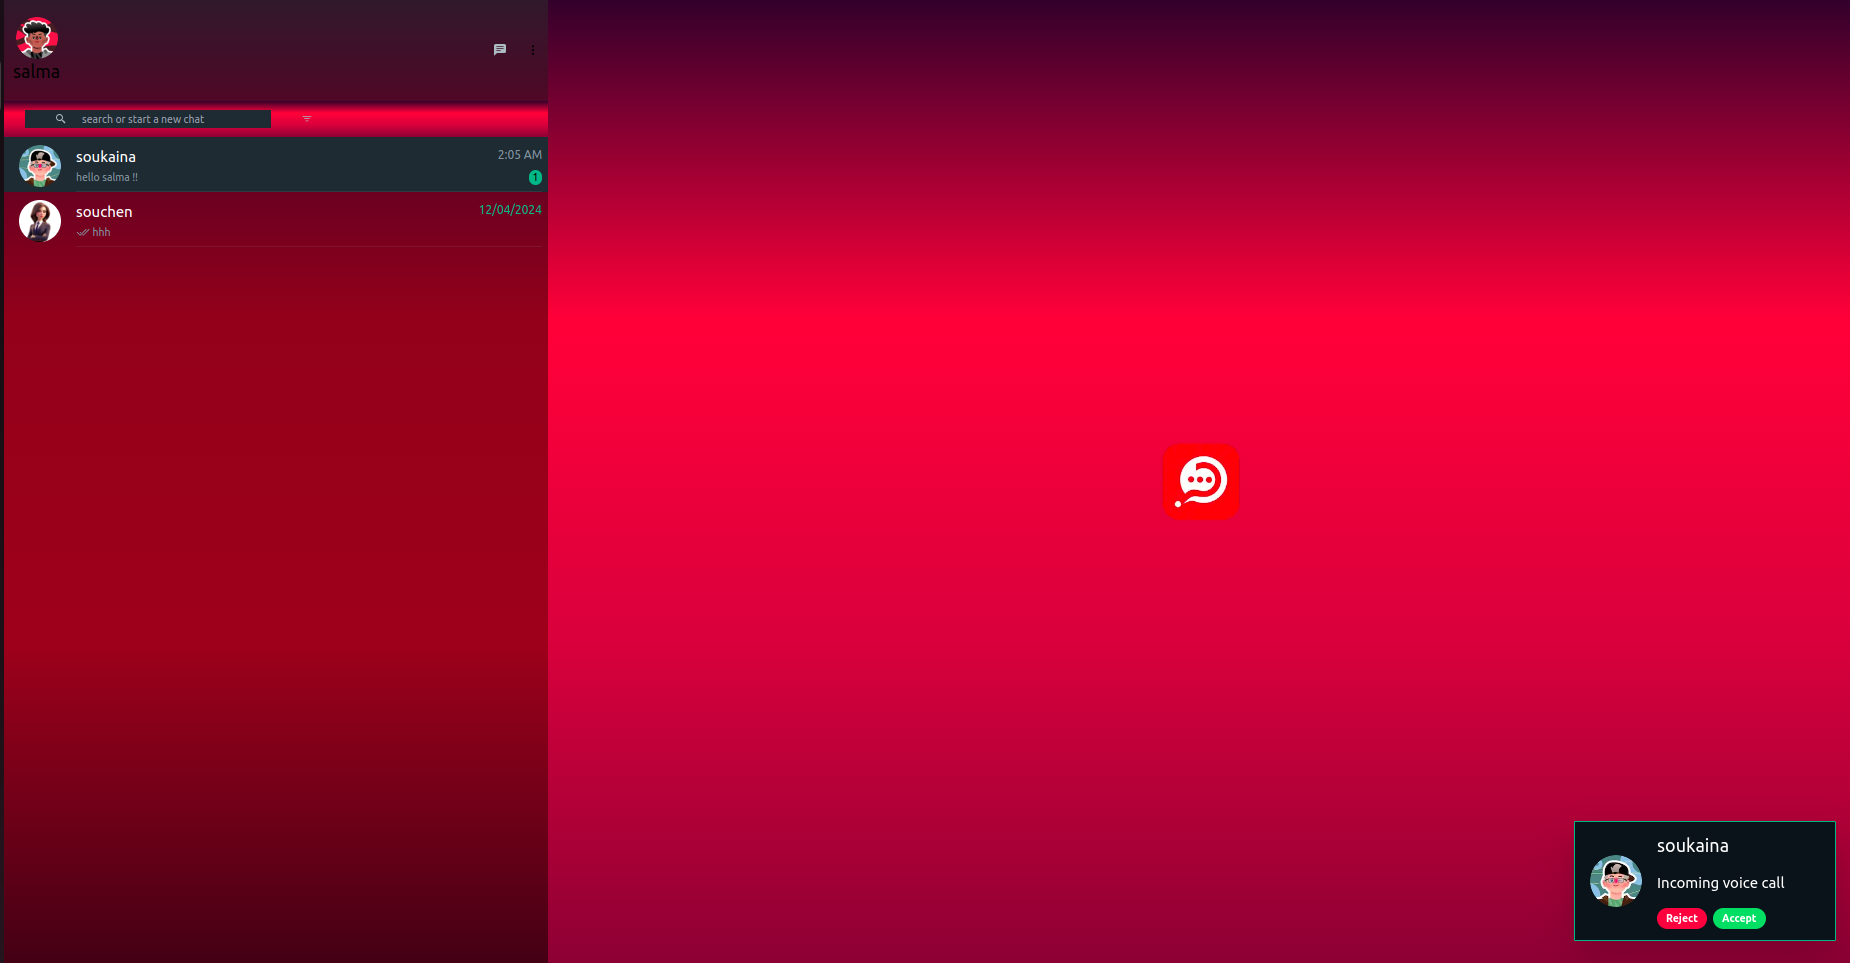 salma
search or start a new chat
soukaina
2:05 AM
hello salma !!
1
souchen
12/04/2024
hhh
soukaina
Incoming voice call
Reject Accept